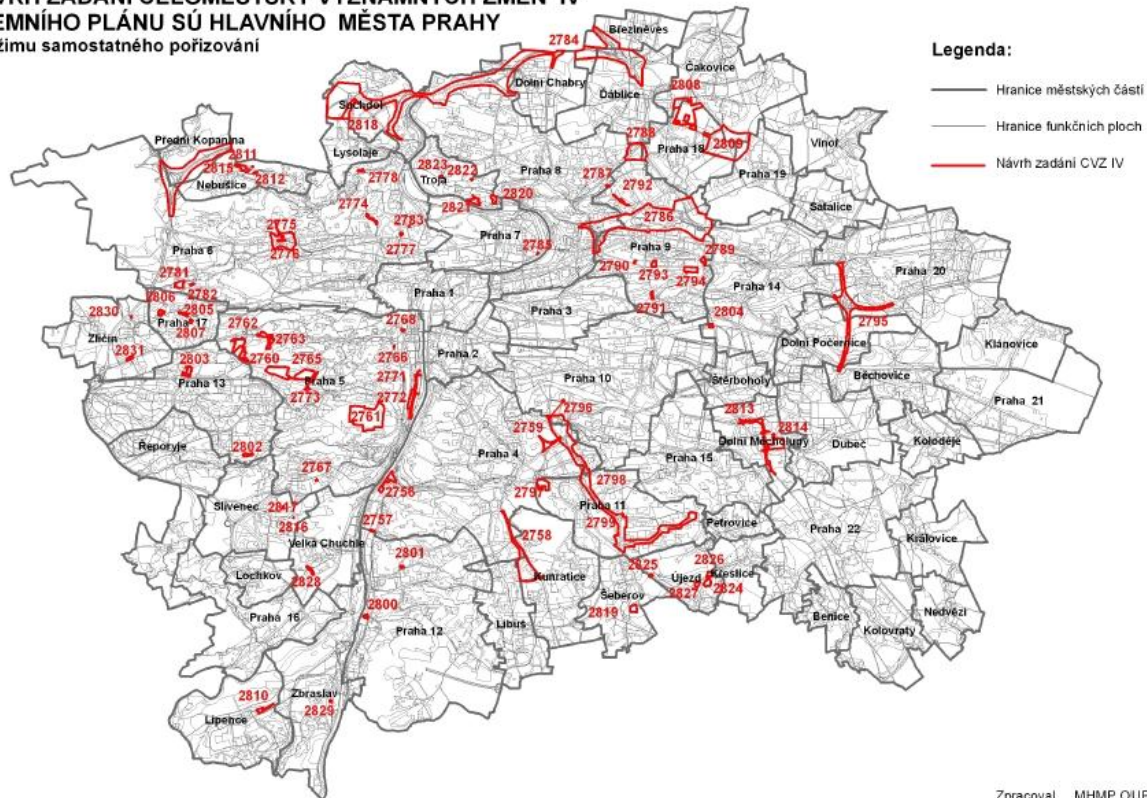 ZADÁNÍ CELOMĚSTSKY VÝZNAMNÝCH ZMĚN IV
ÚZEMNÍHO PLÁNU SÚ HLAVNÍHO MĚSTA PRAHY
samostatného pořizování
Legenda:
Hranice městských částí
Hranice funkčních ploch
Návrh zadání CVZ IV
Březiněves
2784
Čakovice
Dolní Chabry
Ďáblice
2808
Suchdol
2818
Přední Kopanina
2811
2815
2812
Nebušice
Lysolaje
2778
2823
2822
Troja
2821
2820
Praha 8
2788
Praha 18
2809
Vinoř
2787
2792
Praha 19
Satalice
2774
2783
2777
2775
2776
Praha 6
Praha 7
2785
2786
Praha 9
2790
2793
2789
2794
2791
Praha 14
Praha 20
2781
2782
2806
2805
Praha 17
2807
2830
Zličín
2831
2803
Praha 13
Praha 1
Praha 3
2804
2795
Dolní Počernice
Klánovice
Běchovice
2762
2763
2760
2765
Praha 5
2773
2768
2766
2771
2772
2761
Praha 2
Praha 10
Štěrboholy
Praha 21
2813
2814
Dolní Měcholupy
Dubeč
Koloděje
2796
2759
Řeporyje
2802
2767
Praha 4
2797
2798
Praha 15
2756
Praha 11
2799
Petrovice
Praha 22
Královice
Slivenec
2817
2816
Velká Chuchle
2757
2758
2801
Kunratice
2825
2826
Křeslice
Újezd
2827
2824
Lochkov
2828
Šeberov
2819
2800
Praha 16
Praha 12
Libuš
Benice
Kolovraty
Nedvězí
2810
Zbraslav
Lipence
2829
Zpracoval MHMP